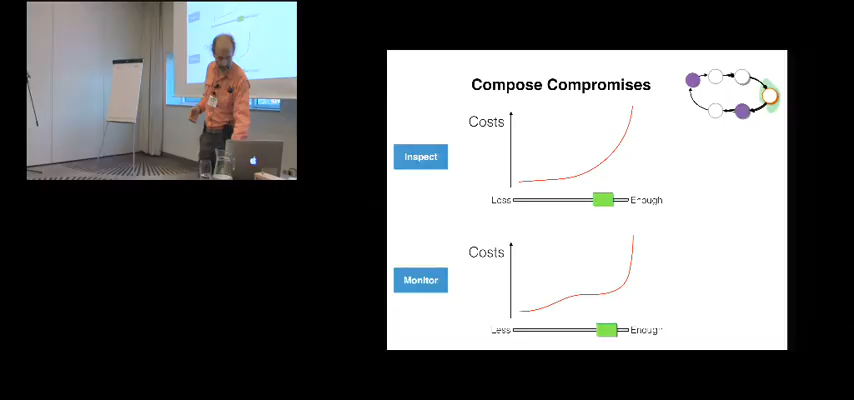 Compose Compromises
Costs
Inspect
Less
Enough
Costs
Monitor
Less
Enough